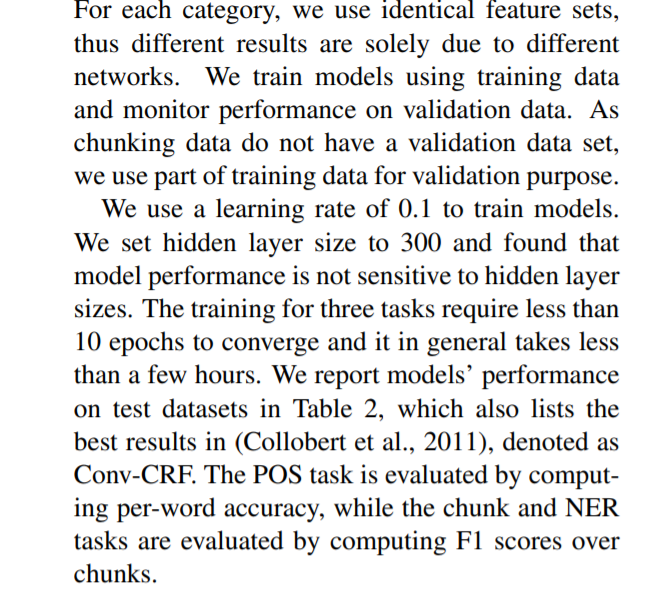 For each category, we use identical feature sets,
thus different results are solely due to different
networks. We train models using training data
and monitor performance on validation data. As
chunking data do not have a validation data set,
we use part of training data for validation purpose.
We use a learning rate of 0.1 to train models.
We set hidden layer size to 300 and found that
model performance is not sensitive to hidden layer
sizes. The training for three tasks require less than
10 epochs to converge and it in general takes less
than a few hours. We report models’ performance
on test datasets in Table 2, which also lists the
best results in (Collobert et al., 2011), denoted as
Conv-CRF. The POS task is evaluated by comput-
ing per-word accuracy, while the chunk and NER
tasks are evaluated by computing F1 scores over
chunks.